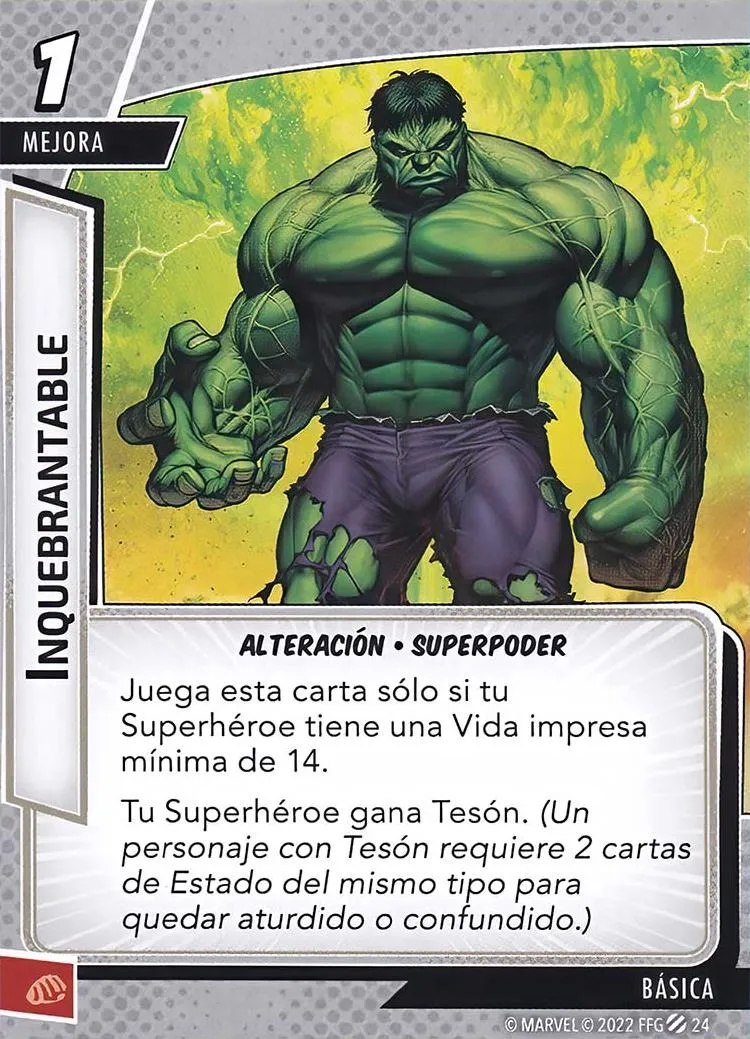 1
MEJORA
INQUEBRANTABLE
ALTERACIÓN • SUPERPODER
Juega esta carta sólo si tu
Superhéroe tiene una Vida impresa
mínima de 14.
Tu Superhéroe gana Tesón. (Un
personaje con Tesón requiere 2 cartas
de Estado del mismo tipo para
quedar aturdido o confundido.)
BÁSICA
© MARVEL © 2022 FFG 24